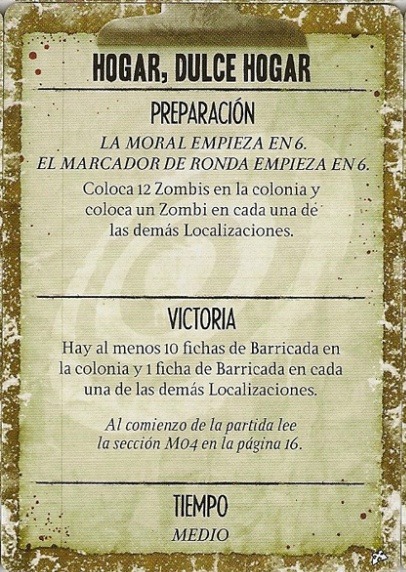 HOGAR, DULCE HOGAR
PREPARACIÓN
LA MORAL EMPIEZA EN 6.
EL MARCADOR DE RONDA EMPIEZA EN 6.
Coloca 12 Zombis en la colonia y
coloca un Zombi en cada una de
las demás Localizaciones.
VICTORIA
Hay al menos 10 fichas de Barricada en
la colonia y 1 ficha de Barricada en cada
una de las demás Localizaciones.
Al comienzo de la partida lee
la sección M04 en la página 16.
TIEMPO
MEDIO